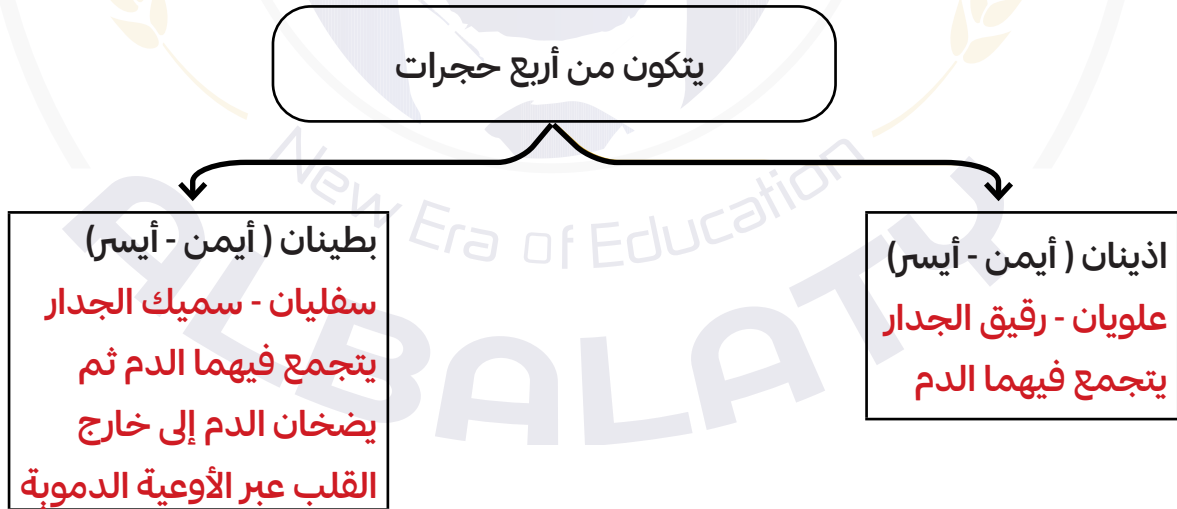 يتكون من أربع حجرات
اذينان ( أيمن - أيسر)
علويان - رقيق الجدار
يتجمع فيهما الدم
بطينان ( أيمن - أيسر)
سفليان - سميك الجدار
يتجمع فيهما الدم ثم
يضخان الدم إلى خارج
القلب عبر الأوعية الدموية
New Era of Education
ALBALATY